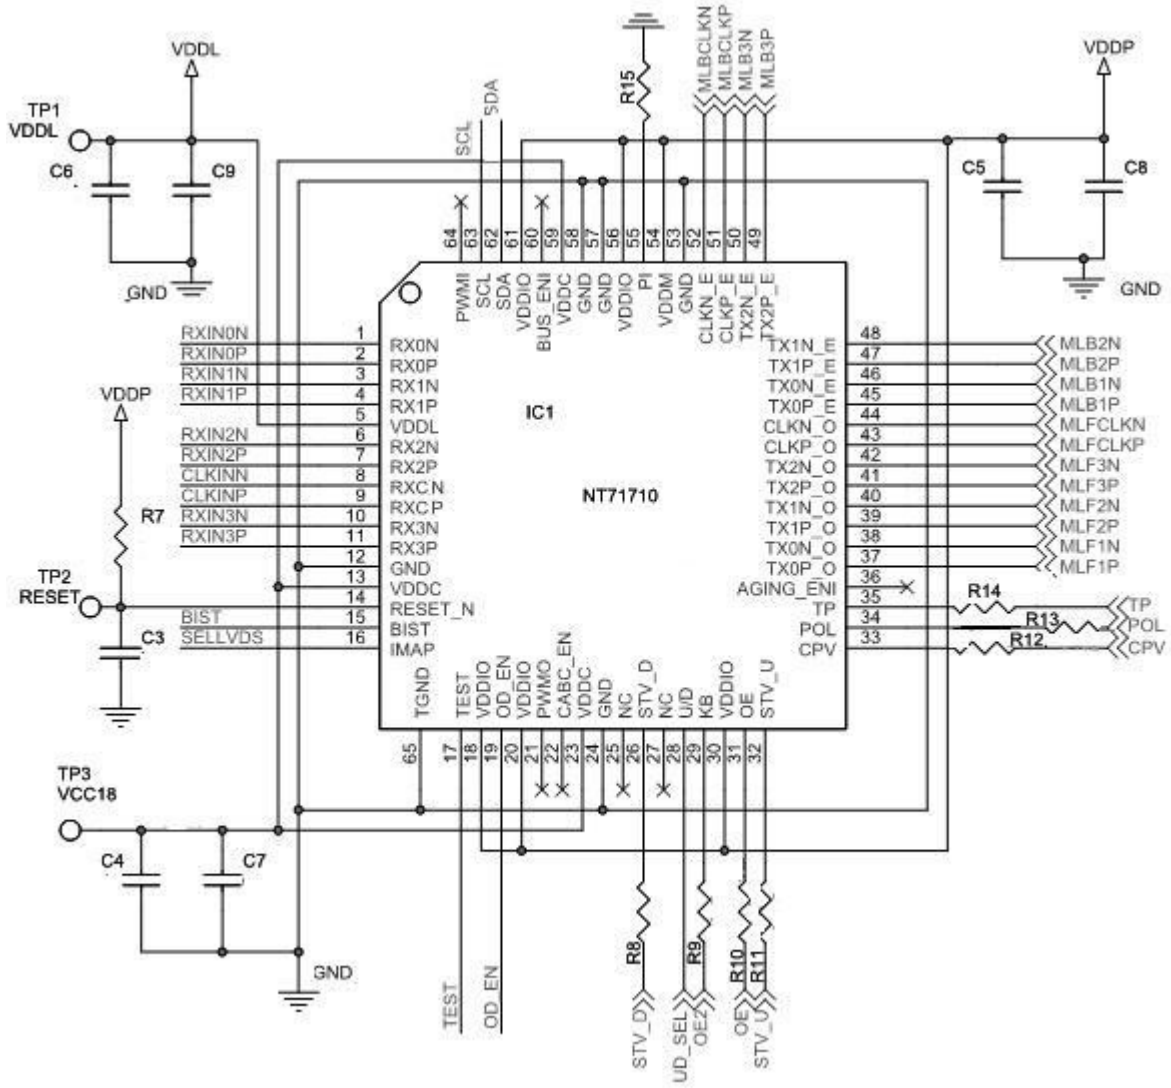 VDDL
TP1
VDDL
C6
C9
GND
SCL
SDA
R15
MLBCLKN
MLBCLKP
MLB3N
MLB3P
VDDP
C5
C8
GND
64
63
62
61
60
59
58
57
56
55
54
53
52
51
50
49
PWMI
SCL
SDA
VDDIO
BUS_ENI
VDDC
GND
GND
VDDIO
PI
VDDM
GND
CLKN_E
CLKP_E
TX2N_E
TX2P_E
RXIN0N 1 RX0N
RXIN0P 2 RX0P
RXIN1N 3 RX1N
RXIN1P 4 RX1P
5 VDDL
RXIN2N 6 RX2N
RXIN2P 7 RX2P
CLKINN 8 RXCN
CLKINP 9 RXCP
RXIN3N 10 RX3N
RXIN3P 11 RX3P
12 GND
13 VDDC
14 RESET_N
BIST 15 BIST
SELLVDS 16 IMAP
VDDP
R7
TP2
RESET
C3
IC1
NT71710
TX1N_E 48 MLB2N
TX1P_E 47 MLB2P
TX0N_E 46 MLB1N
TX0P_E 45 MLB1P
CLKN_O 44 MLFCLKN
CLKP_O 43 MLFCLKP
TX2N_O 42 MLF3N
TX2P_O 41 MLF3P
TX1N_O 40 MLF2N
TX1P_O 39 MLF2P
TX0N_O 38 MLF1N
TX0P_O 37 MLF1P
AGING_ENI 36
TP 35 R14 TP
POL 34 R13 POL
CPV 33 R12 CPV
TGND
TEST
VDDIO
OD_EN
VDDIO
PWMO
CABC_EN
VDDC
GND
NC
STV_D
NC
U/D
KB
VDDIO
OE
STV_U
65
17
18
19
20
21
22
23
24
25
26
27
28
29
30
31
32
TP3
VCC18
C4
C7
GND
R8
R9
R10
R11
TEST
OD_EN
STV_D
UD_SEL
OE2
OE
STV_U